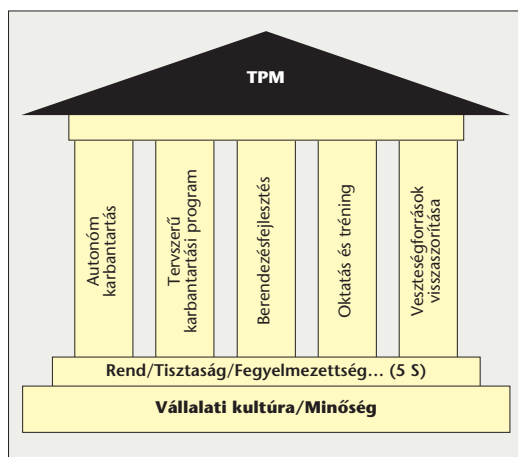 TPM
Autonóm
karbantartás
Tervszerű
karbantartási program
Berendezésfejlesztés
Oktatás és tréning
Veszteségforrások
visszaszorítása
Rend/Tisztaság/Fegyelmezettség… (5 S)
Vállalati kultúra/Minőség